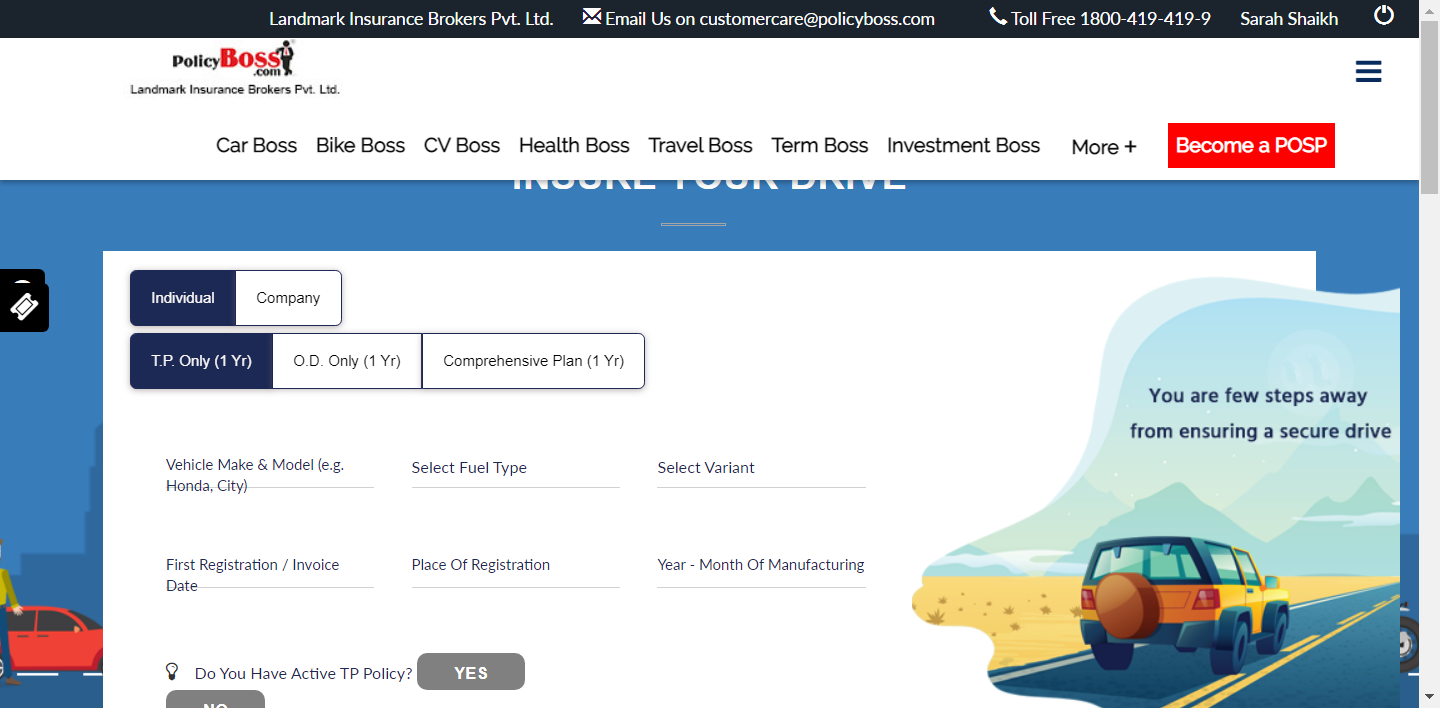 Landmark Insurance Brokers Pvt. Ltd. Email Us on customercare@policyboss.com Toll Free 1800-419-419-9 Sarah Shaikh
PolicyBoss
.com
Landmark Insurance Brokers Pvt. Ltd.
Car Boss Bike Boss CV Boss Health Boss Travel Boss Term Boss Investment Boss More + Become a POSP
INSURE YOUR DRIVE
Individual Company
T.P. Only (1 Yr) O.D. Only (1 Yr) Comprehensive Plan (1 Yr)
You are few steps away
from ensuring a secure drive
Vehicle Make & Model (e.g.
Honda, City)
Select Fuel Type
Select Variant
First Registration / Invoice
Date
Place Of Registration
Year - Month Of Manufacturing
Do You Have Active TP Policy? YES
NO